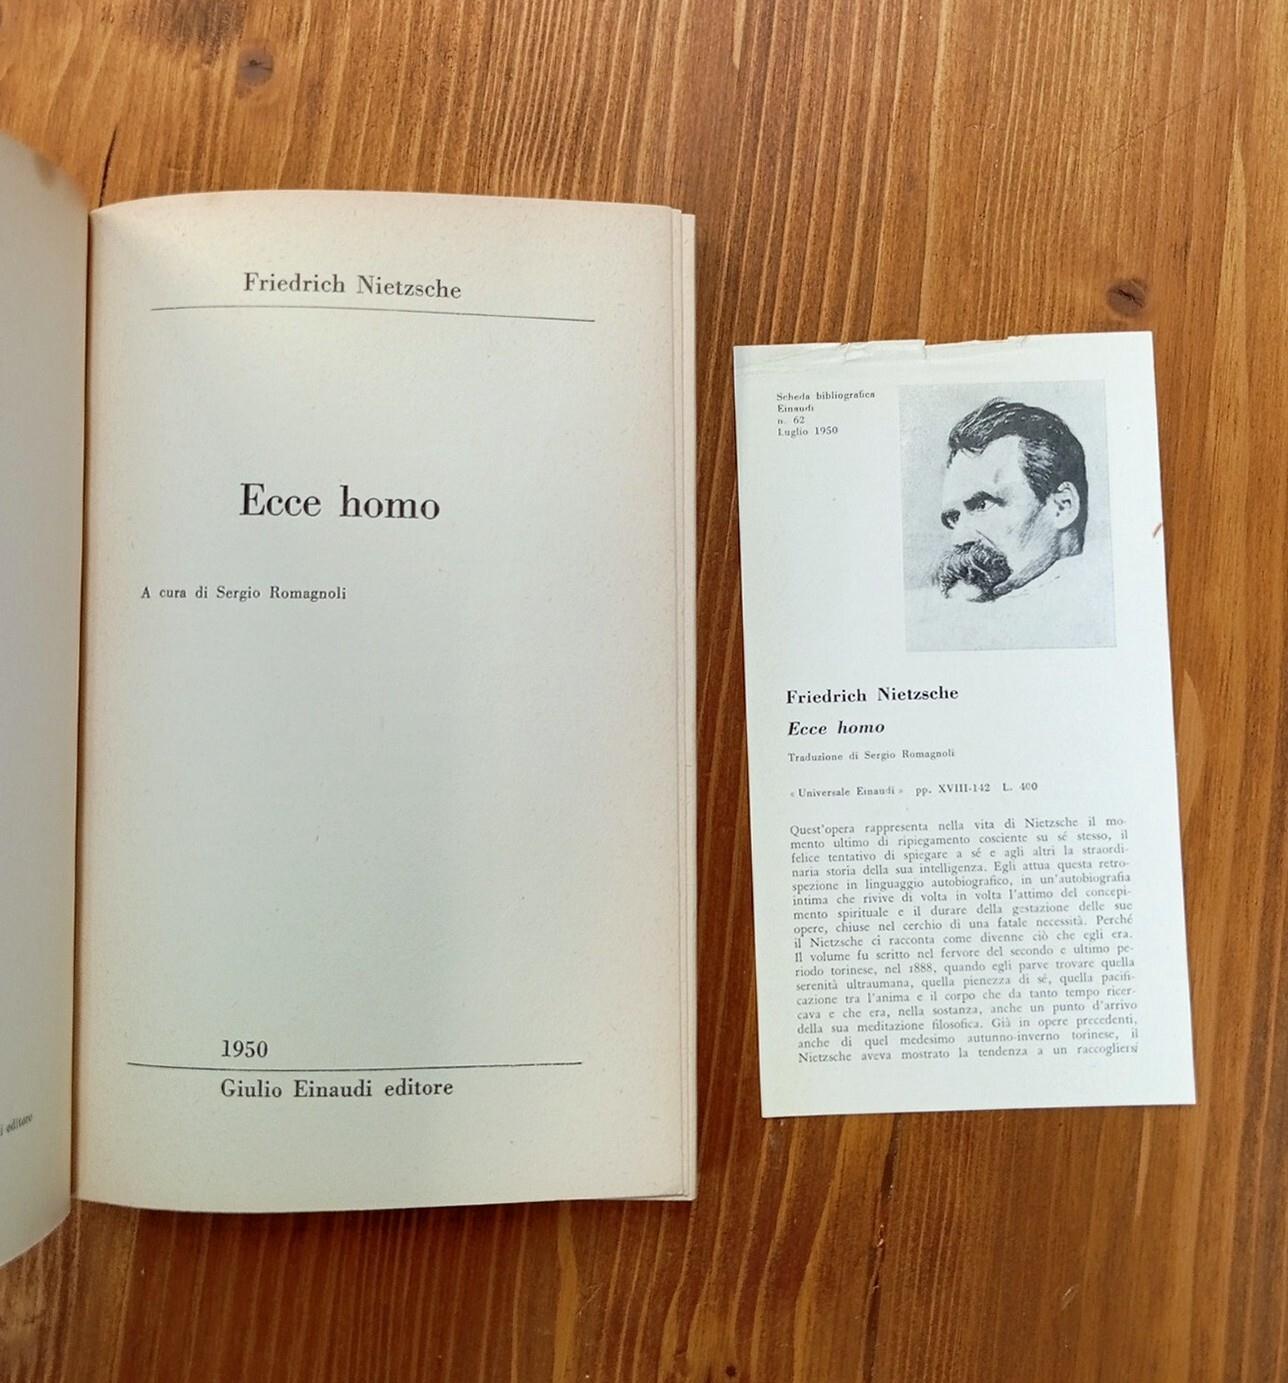 Friedrich Nietzsche
Ecce homo
A cura di Sergio Romagnoli
1950
Giulio Einaudi editore
i editore
Scheda bibliografica
Einaudi
n. 62
Luglio 1950
Friedrich Nietzsche
Ecce homo
Traduzione di Sergio Romagnoli
« Universale Einaudi » pp. XVIII-142 L. 400
Quest'opera rappresenta nella vita di Nietzsche il mo-
mento ultimo di ripiegamento cosciente su sé stesso, il
felice tentativo di spiegare a sé e agli altri la straordi-
naria storia della sua intelligenza. Egli attua questa retro-
spezione in linguaggio autobiografico, in un'autobiografia
intima che rivive di volta in volta l'attimo del concepi-
mento spirituale e il durare della gestazione delle sue
opere, chiuse nel cerchio di una fatale necessità. Perché
il Nietzsche ci racconta come divenne ciò che egli era.
Il volume fu scritto nel fervore del secondo e ultimo pe-
riodo torinese, nel 1888, quando egli parve trovare quella
serenità ultraumana, quella pienezza di sé, quella pacifi-
cazione tra l'anima e il corpo che da tanto tempo ricer-
cava e che era, nella sostanza, anche un punto d'arrivo
della sua meditazione filosofica. Già in opere precedenti,
anche di quel medesimo autunno-inverno torinese, il
Nietzsche aveva mostrato la tendenza a un raccogliersi